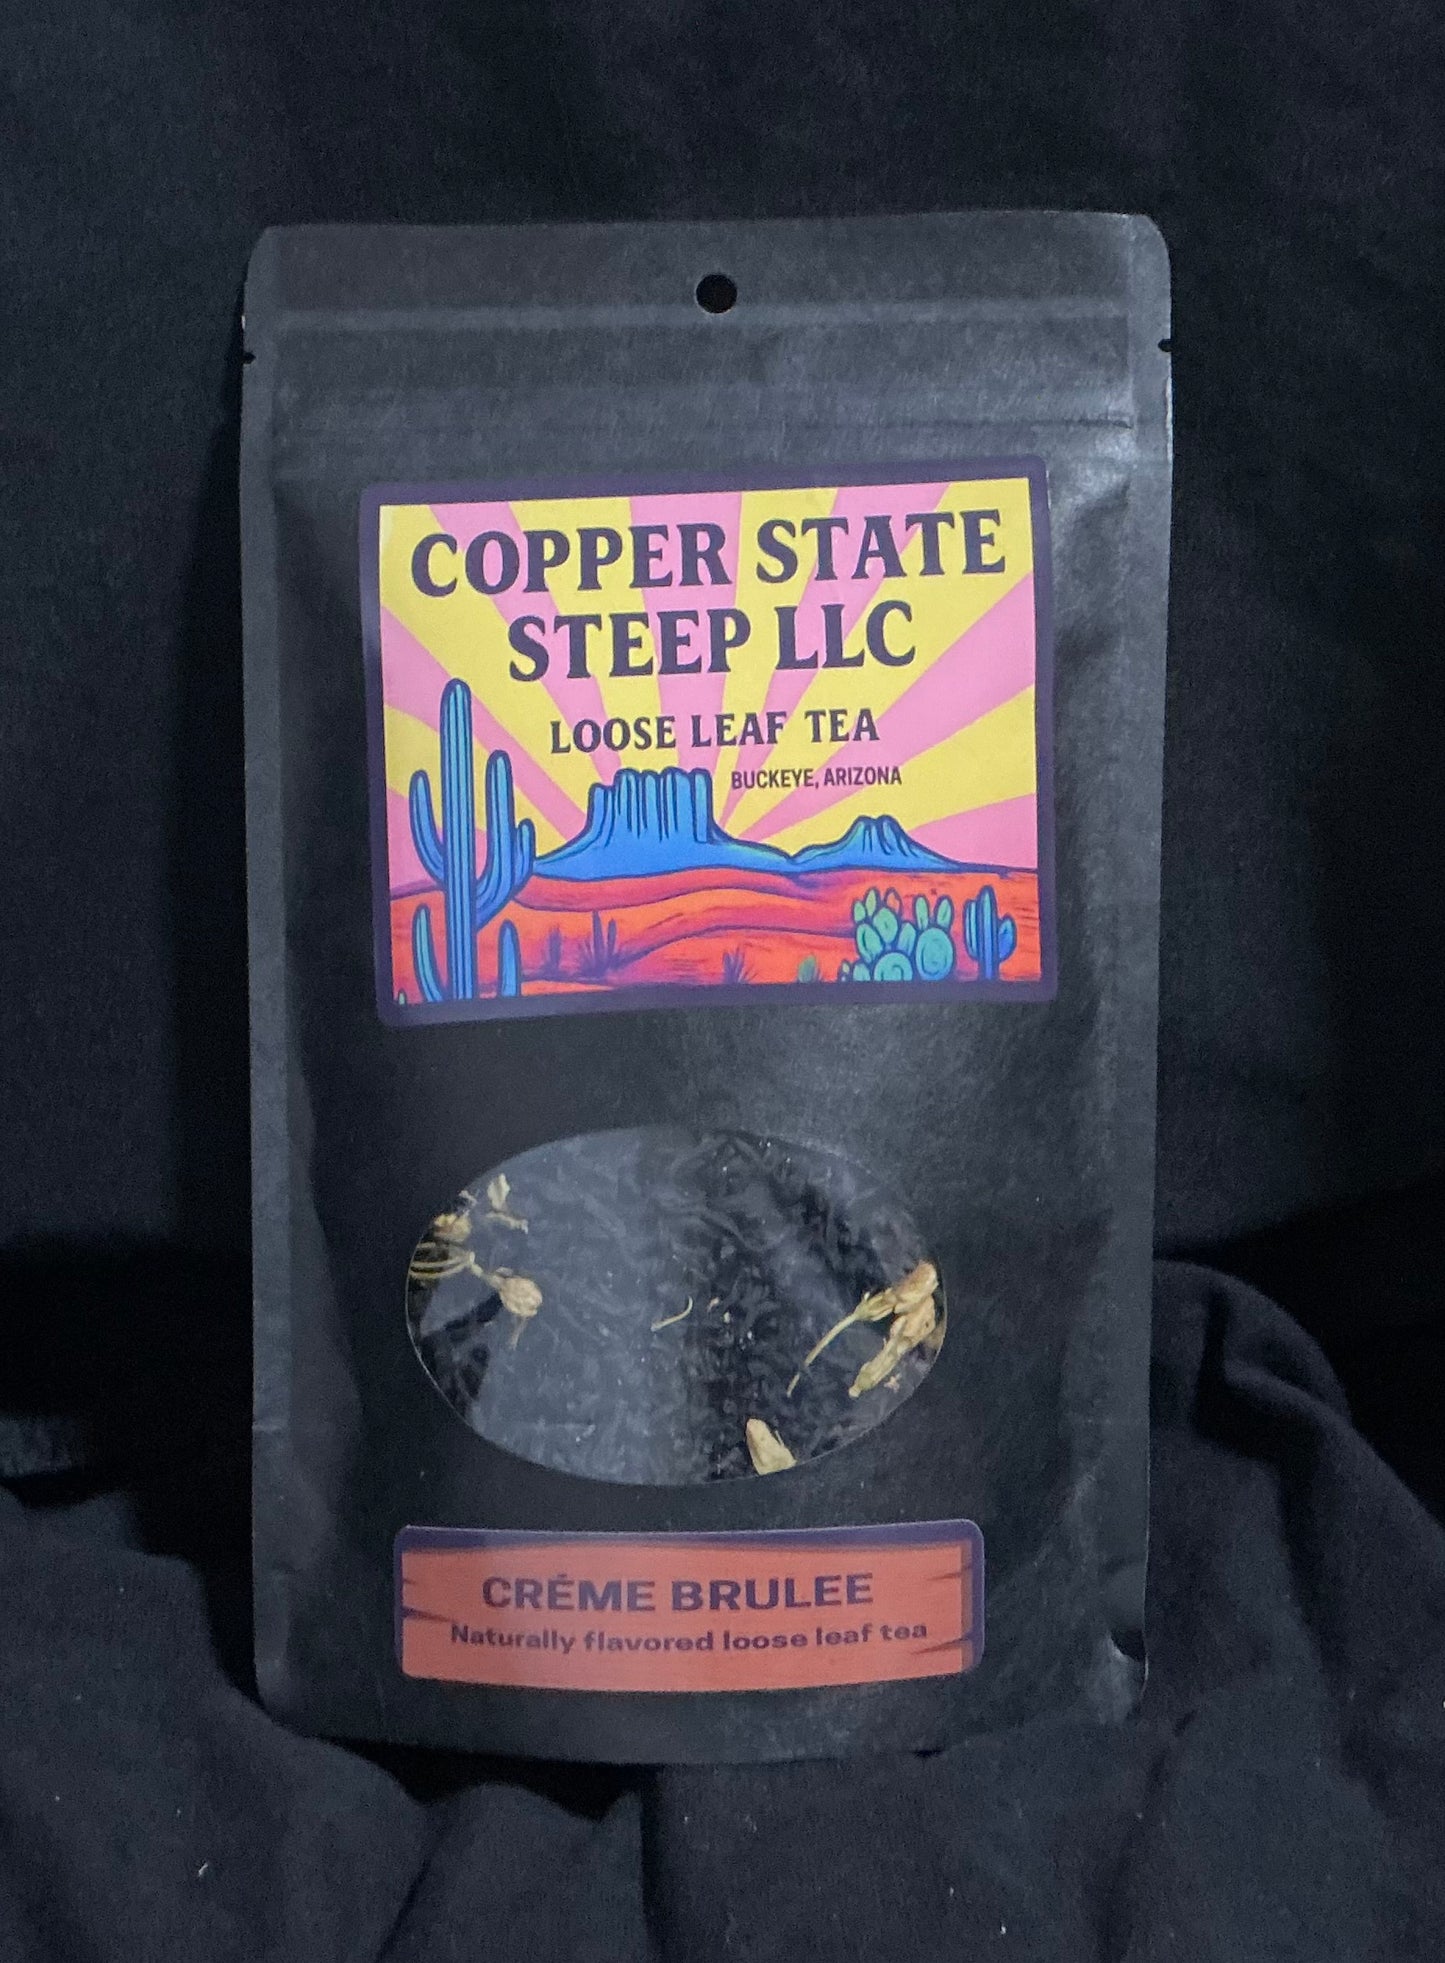 COPPER STATE
STEEP LLC
LOOSE LEAF TEA
BUCKEYE, ARIZONA
CRÉME BRULEE
Naturally flavored loose leaf tea